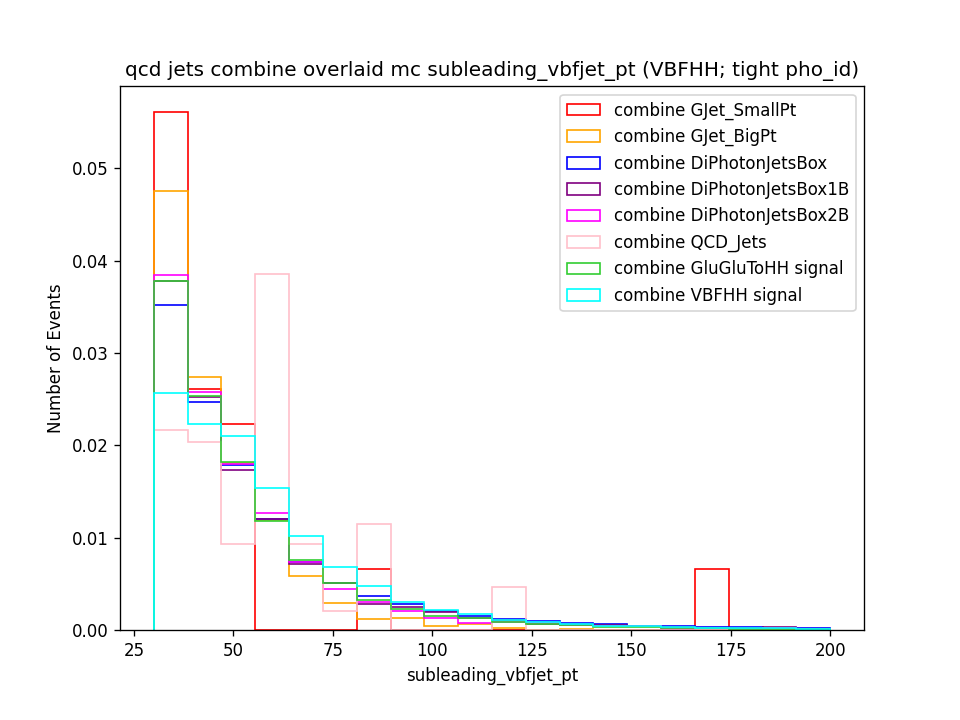 qcd jets combine overlaid mc subleading_vbfjet_pt (VBFHH; tight pho_id)
combine GJet_SmallPt
combine GJet_BigPt
combine DiPhotonJetsBox
combine DiPhotonJetsBox1B
combine DiPhotonJetsBox2B
combine QCD_Jets
combine GluGluToHH signal
combine VBFHH signal
Number of Events
0.05
0.04
0.03
0.02
0.01
0.00
25 50 75 100 125 150 175 200
subleading_vbfjet_pt